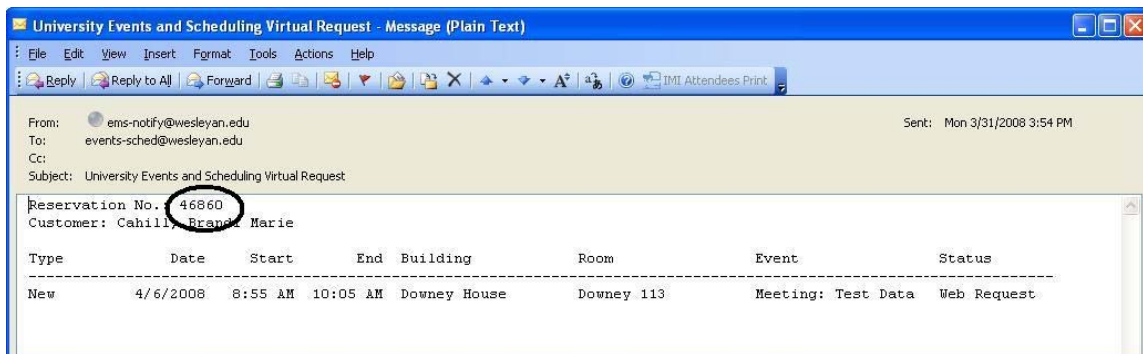 University Events and Scheduling Virtual Request - Message (Plain Text)
File Edit View Insert Format Tools Actions Help
Reply Reply to All Forward IMI Attendees Print
From: ems-notify@wesleyan.edu Sent: Mon 3/31/2008 3:54 PM
To: events-sched@wesleyan.edu
Cc:
Subject: University Events and Scheduling Virtual Request
Reservation No.: 46860
Customer: Cahill, Brandi Marie
Type Date Start End Building Room Event Status
New 4/6/2008 8:55 AM 10:05 AM Downey House Downey 113 Meeting: Test Data Web Request